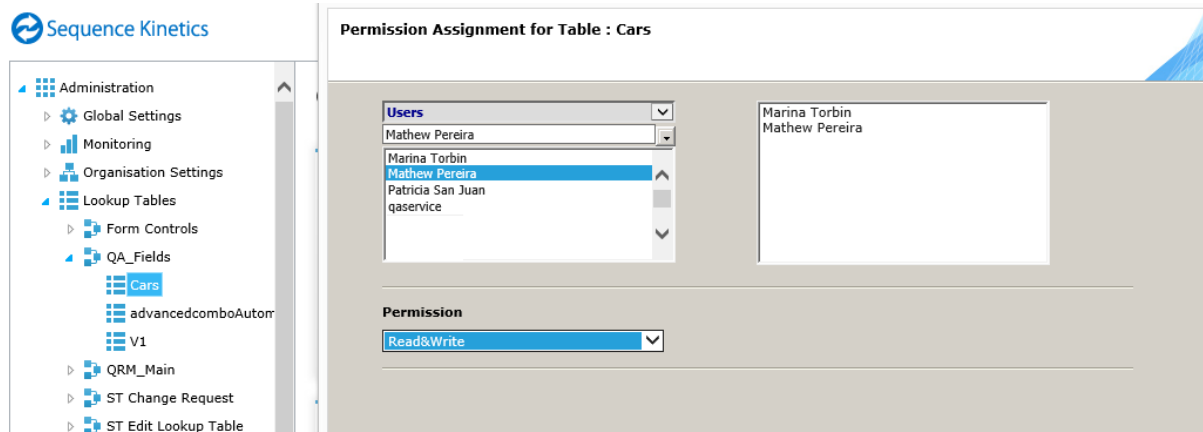 Sequence Kinetics
Administration
Global Settings
Monitoring
Organisation Settings
Lookup Tables
Form Controls
QA_Fields
Cars
advancedcomboAutom
V1
QRM_Main
ST Change Request
ST Edit Lookup Table
Permission Assignment for Table : Cars
Users
Mathew Pereira
Marina Torbin
Mathew Pereira
Patricia San Juan
qaservice
Marina Torbin
Mathew Pereira
Permission
Read&Write